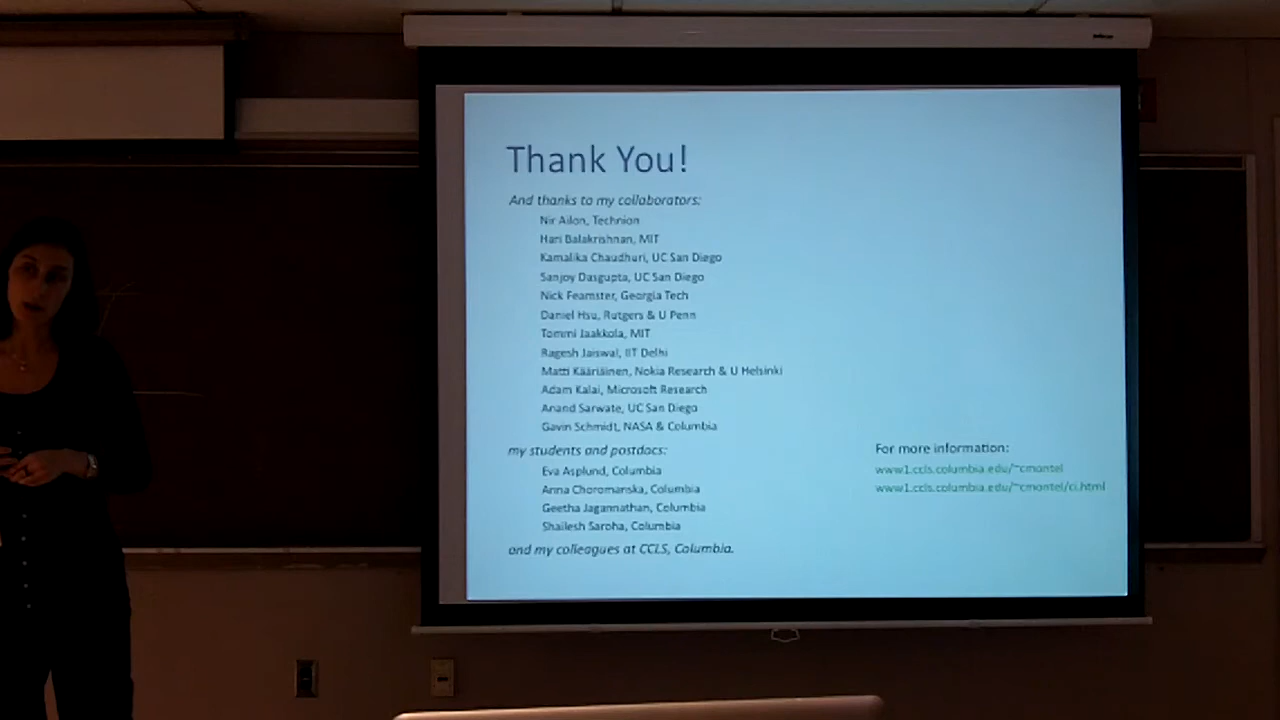 Thank You!
And thanks to my collaborators:
Nir Ailon, Technion
Hari Balakrishnan, MIT
Kamalika Chaudhuri, UC San Diego
Sanjoy Dasgupta, UC San Diego
Nick Feamster, Georgia Tech
Daniel Hsu, Rutgers & U Penn
Tommi Jaakkola, MIT
Ragesh Jaiswal, IIT Delhi
Matti Kääriäinen, Nokia Research & U Helsinki
Adam Kalai, Microsoft Research
Anand Sarwate, UC San Diego
Gavin Schmidt, NASA & Columbia
my students and postdocs:
Eva Asplund, Columbia
Anna Choromanska, Columbia
Geetha Jagannathan, Columbia
Shailesh Saroha, Columbia
and my colleagues at CCLS, Columbia.
For more information:
www1.ccls.columbia.edu/~cmontel
www1.ccls.columbia.edu/~cmontel/ci.html